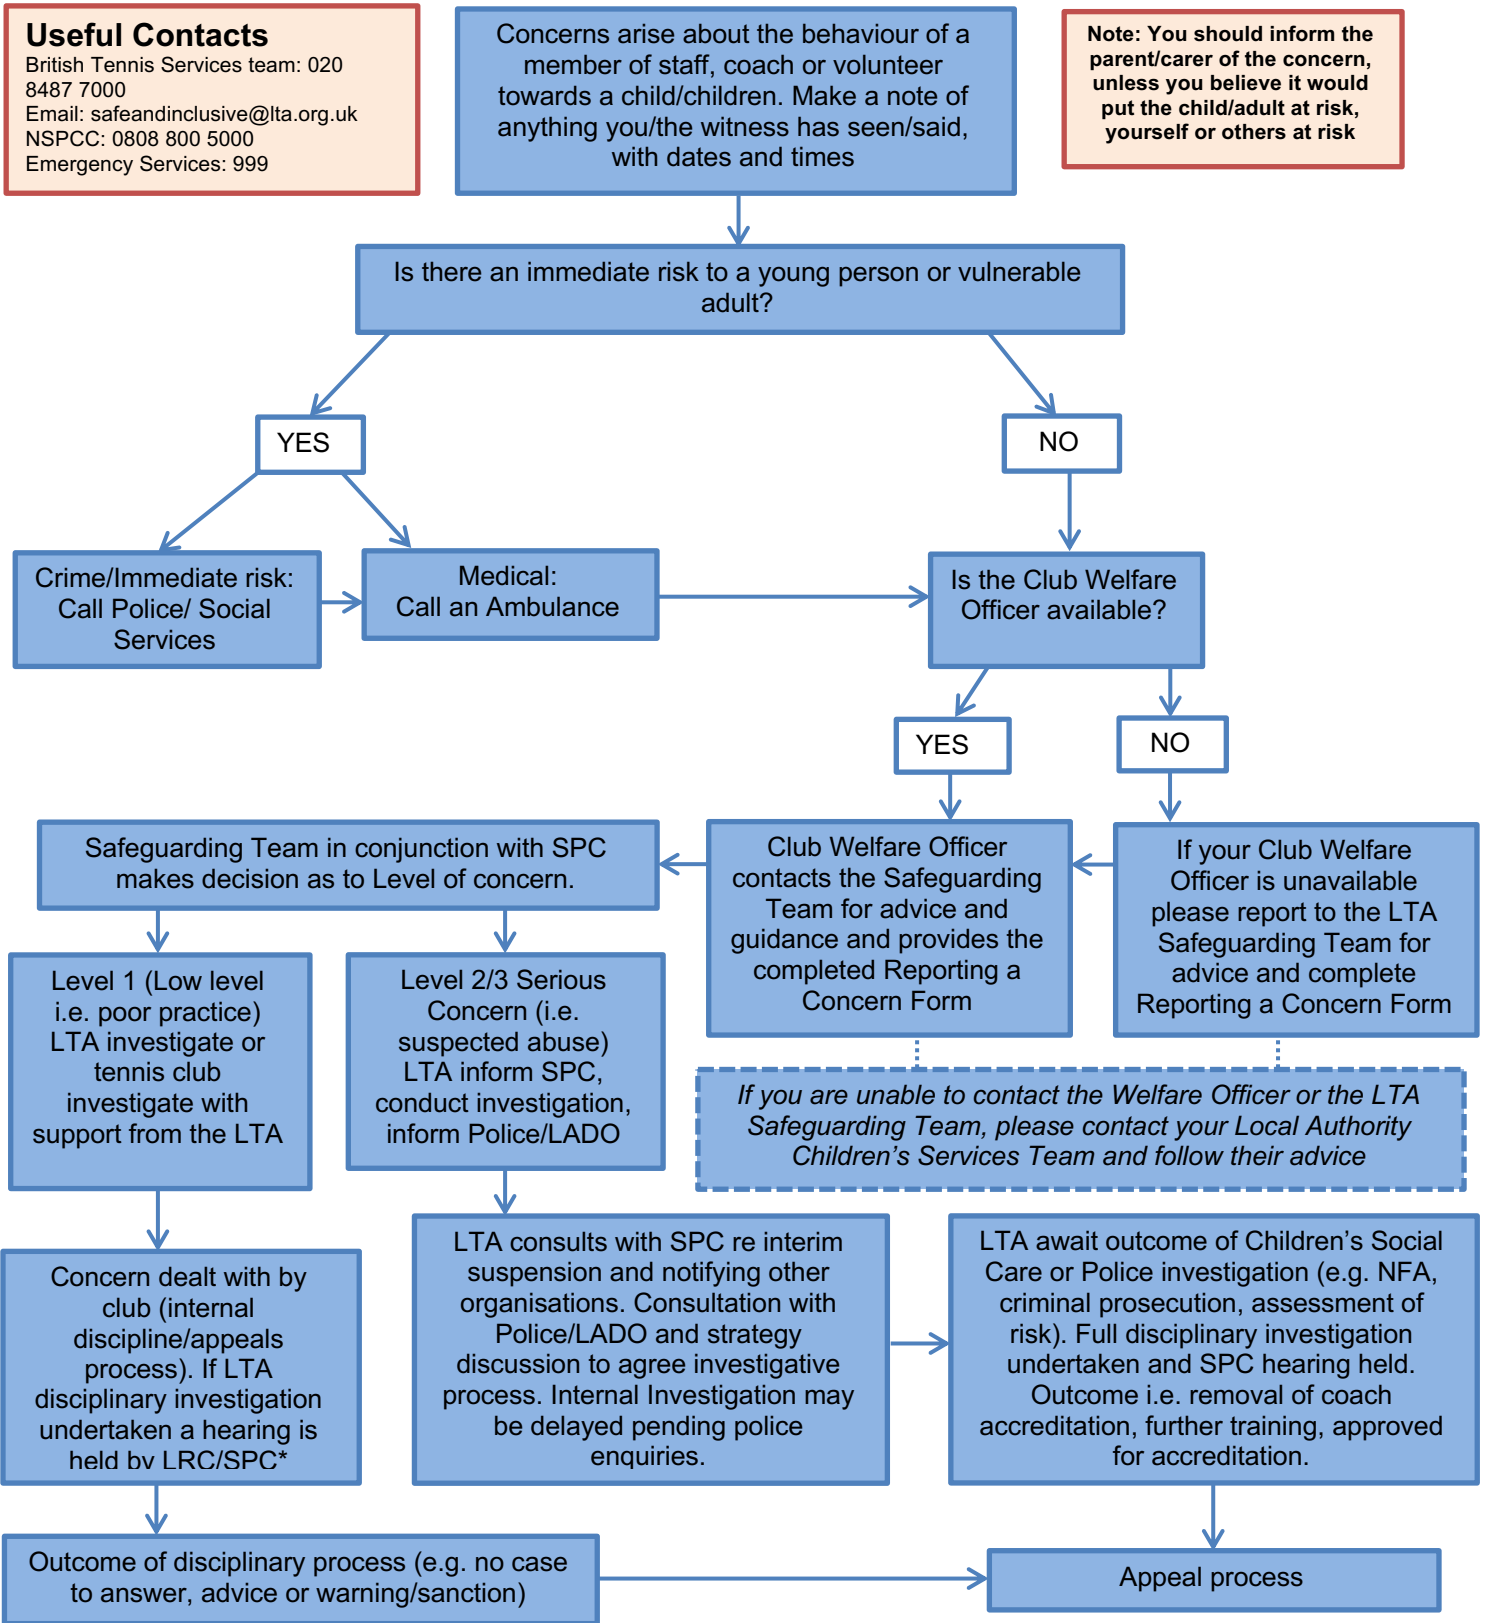 Useful Contacts
British Tennis Services team: 020
8487 7000
Email: safeandinclusive@lta.org.uk
NSPCC: 0808 800 5000
Emergency Services: 999
Concerns arise about the behaviour of a
member of staff, coach or volunteer
towards a child/children. Make a note of
anything you/the witness has seen/said,
with dates and times
Note: You should inform the
parent/carer of the concern,
unless you believe it would
put the child/adult at risk,
yourself or others at risk
Is there an immediate risk to a young person or vulnerable
adult?
YES
NO
Crime/Immediate risk:
Call Police/ Social
Services
Medical:
Call an Ambulance
Is the Club Welfare
Officer available?
YES
NO
Safeguarding Team in conjunction with SPC
makes decision as to Level of concern.
Club Welfare Officer
contacts the Safeguarding
Team for advice and
guidance and provides the
completed Reporting a
Concern Form
If your Club Welfare
Officer is unavailable
please report to the LTA
Safeguarding Team for
advice and complete
Reporting a Concern Form
Level 1 (Low level
i.e. poor practice)
LTA investigate or
tennis club
investigate with
support from the LTA
Level 2/3 Serious
Concern (i.e.
suspected abuse)
LTA inform SPC,
conduct investigation,
inform Police/LADO
If you are unable to contact the Welfare Officer or the LTA
Safeguarding Team, please contact your Local Authority
Children’s Services Team and follow their advice
Concern dealt with by
club (internal
discipline/appeals
process). If LTA
disciplinary investigation
undertaken a hearing is
held by LRC/SPC*
LTA consults with SPC re interim
suspension and notifying other
organisations. Consultation with
Police/LADO and strategy
discussion to agree investigative
process. Internal Investigation may
be delayed pending police
enquiries.
LTA await outcome of Children’s Social
Care or Police investigation (e.g. NFA,
criminal prosecution, assessment of
risk). Full disciplinary investigation
undertaken and SPC hearing held.
Outcome i.e. removal of coach
accreditation, further training, approved
for accreditation.
Outcome of disciplinary process (e.g. no case
to answer, advice or warning/sanction)
Appeal process